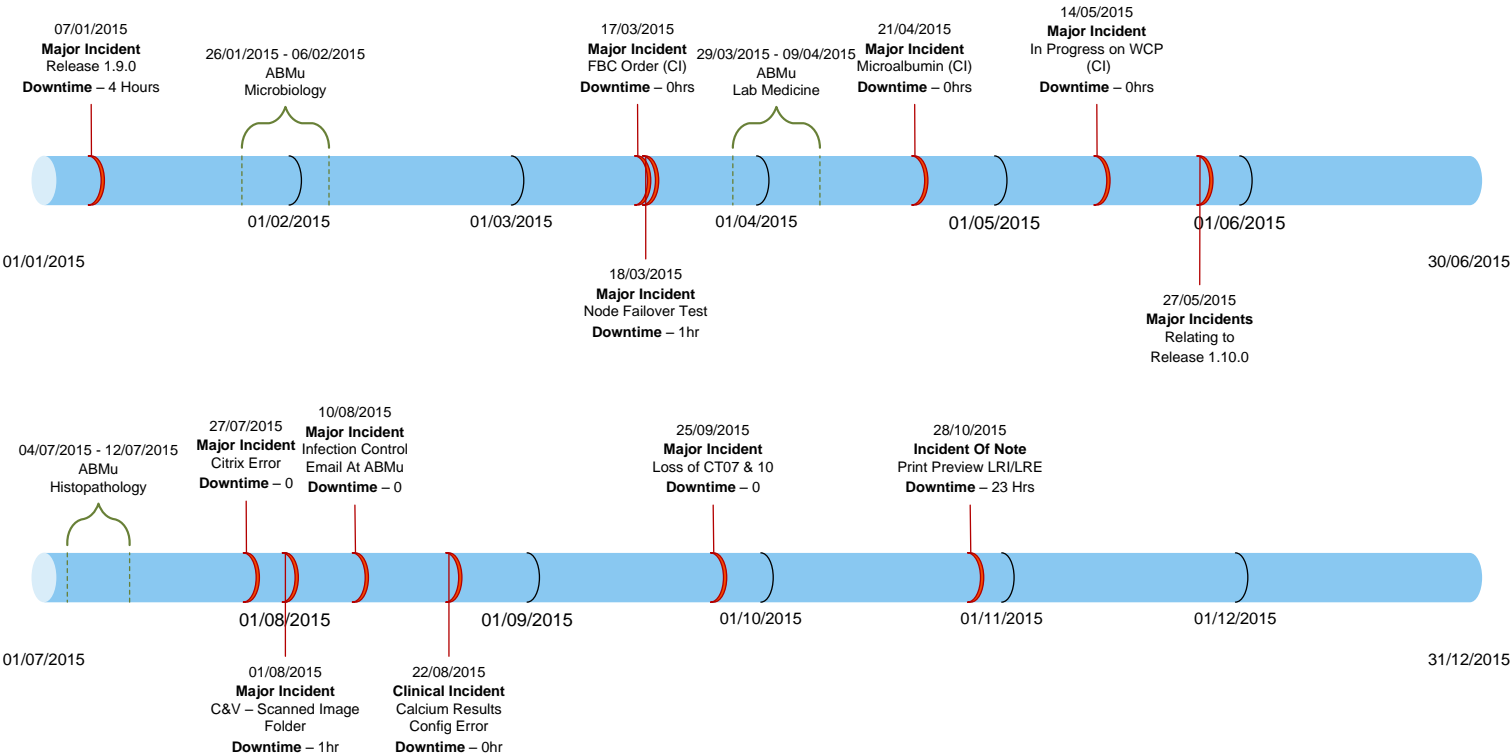 07/01/2015
Major Incident
Release 1.9.0
Downtime – 4 Hours
26/01/2015 - 06/02/2015
ABMu
Microbiology
17/03/2015
Major Incident
FBC Order (CI)
Downtime – 0hrs
29/03/2015 - 09/04/2015
ABMu
Lab Medicine
21/04/2015
Major Incident
Microalbumin (CI)
Downtime – 0hrs
14/05/2015
Major Incident
In Progress on WCP
(CI)
Downtime – 0hrs
01/02/2015
01/03/2015
01/04/2015
01/05/2015
01/06/2015
01/01/2015
30/06/2015
18/03/2015
Major Incident
Node Failover Test
Downtime – 1hr
27/05/2015
Major Incidents
Relating to
Release 1.10.0
04/07/2015 - 12/07/2015
ABMu
Histopathology
27/07/2015
Major Incident
Citrix Error
Downtime – 0
10/08/2015
Major Incident
Infection Control
Email At ABMu
Downtime – 0
25/09/2015
Major Incident
Loss of CT07 & 10
Downtime – 0
28/10/2015
Incident Of Note
Print Preview LRI/LRE
Downtime – 23 Hrs
01/08/2015
01/09/2015
01/10/2015
01/11/2015
01/12/2015
01/07/2015
31/12/2015
01/08/2015
Major Incident
C&V – Scanned Image
Folder
Downtime – 1hr
22/08/2015
Clinical Incident
Calcium Results
Config Error
Downtime – 0hr